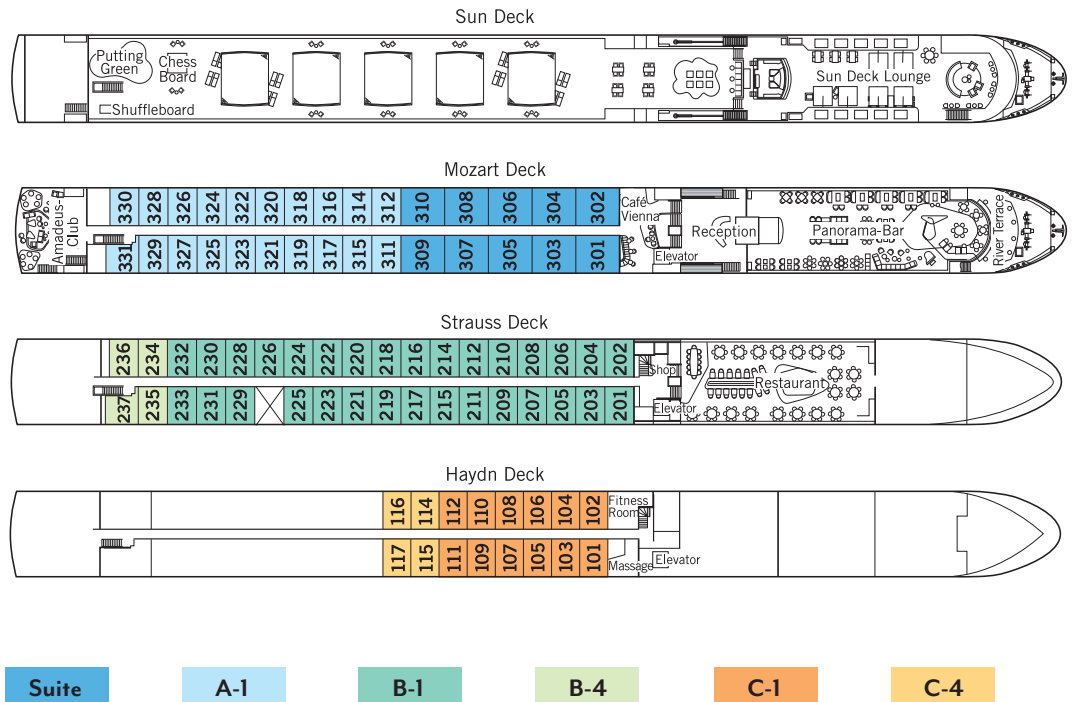 Sun Deck
Putting
Green
Chess
Board
Shuffleboard
Sun Deck Lounge
Mozart Deck
Amadeus-
Club
330 328 326 324 322 320 318 316 314 312 310 308 306 304 302
331 329 327 325 323 321 319 317 315 311 309 307 305 303 301
Café
Vienna
Elevator
Reception
Panorama-Bar
River Terrace
Strauss Deck
236 234 232 230 228 226 224 222 220 218 216 214 212 210 208 206 204 202
237 235 233 231 229 225 223 221 219 217 215 211 209 207 205 203 201
Shop
Elevator
Restaurant
Haydn Deck
116 114 112 110 108 106 104 102
117 115 111 109 107 105 103 101
Fitness
Room
Massage
Elevator
Suite A-1 B-1 B-4 C-1 C-4